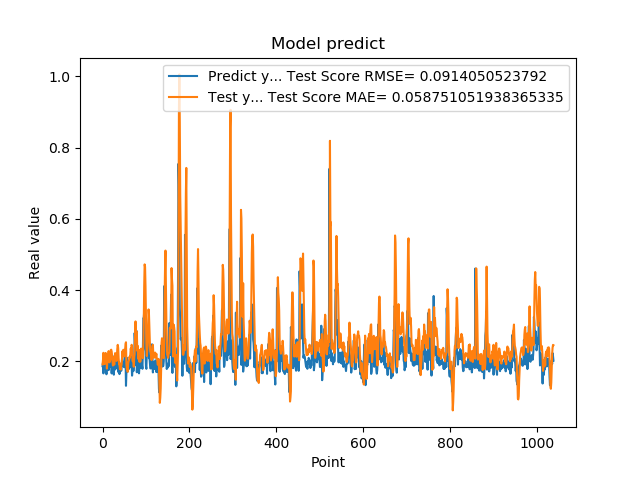 Model predict
Predict y... Test Score RMSE= 0.0914050523792
Test y... Test Score MAE= 0.058751051938365335
Real value
1.0
0.8
0.6
0.4
0.2
0 200 400 600 800 1000
Point